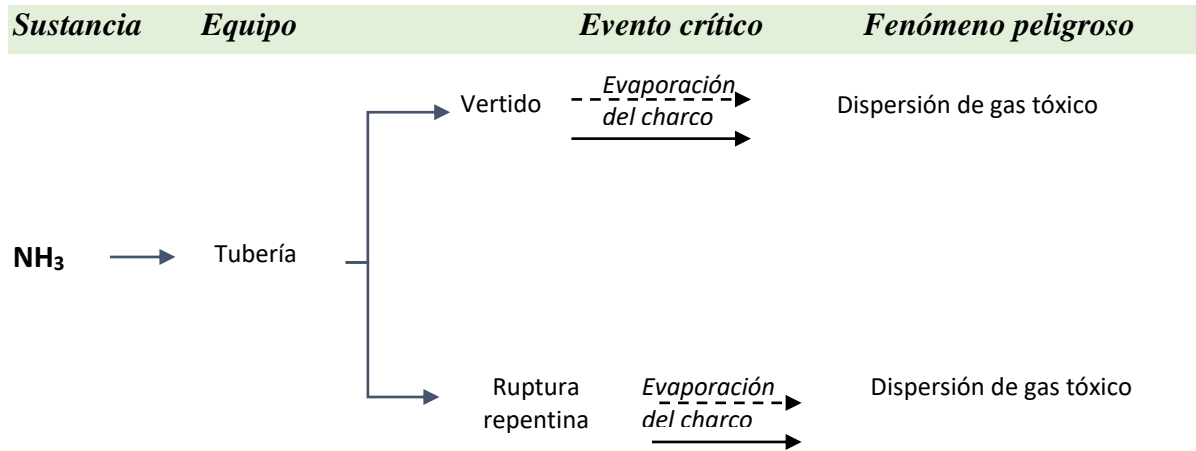 Sustancia Equipo Evento crítico Fenómeno peligroso
Vertido
Evaporación
del charco
Dispersión de gas tóxico
NH₃
Tubería
Ruptura
repentina
Evaporación
del charco
Dispersión de gas tóxico